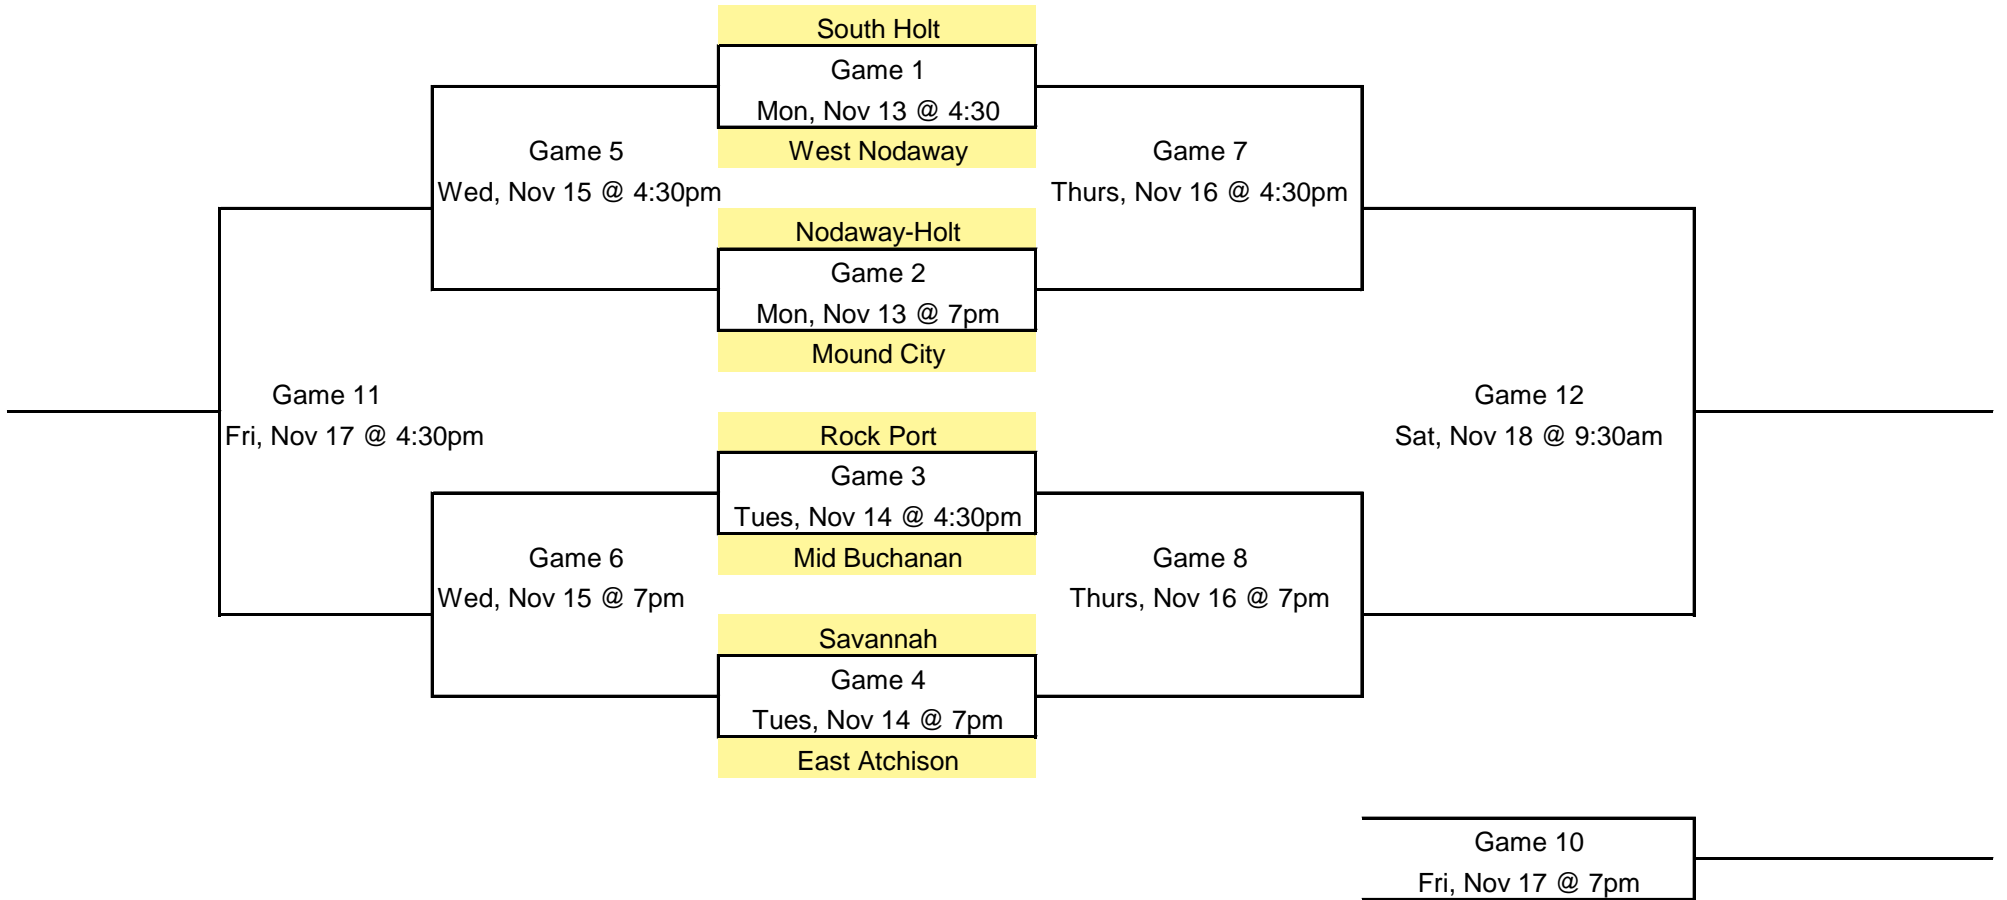 South Holt
Game 1
Mon, Nov 13 @ 4:30
Game 5
West Nodaway
Game 7
Wed, Nov 15 @ 4:30pm
Thurs, Nov 16 @ 4:30pm
Nodaway-Holt
Game 2
Mon, Nov 13 @ 7pm
Mound City
Game 11
Game 12
Fri, Nov 17 @ 4:30pm
Rock Port
Sat, Nov 18 @ 9:30am
Game 3
Tues, Nov 14 @ 4:30pm
Game 6
Mid Buchanan
Game 8
Wed, Nov 15 @ 7pm
Thurs, Nov 16 @ 7pm
Savannah
Game 4
Tues, Nov 14 @ 7pm
East Atchison
Game 10
Fri, Nov 17 @ 7pm